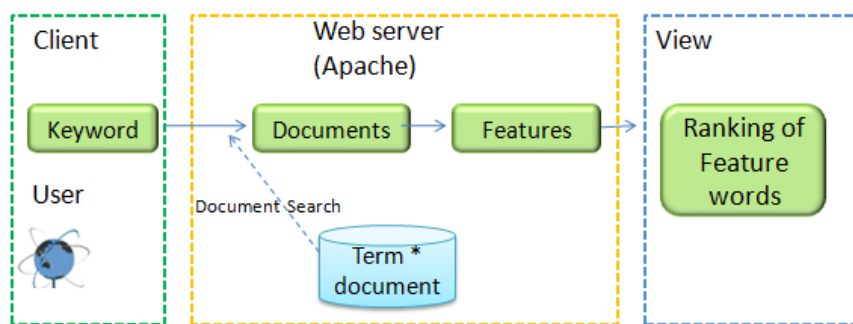 Client
Keyword
User
Web server
(Apache)
Documents
Features
Document Search
Term *
document
View
Ranking of
Feature
words